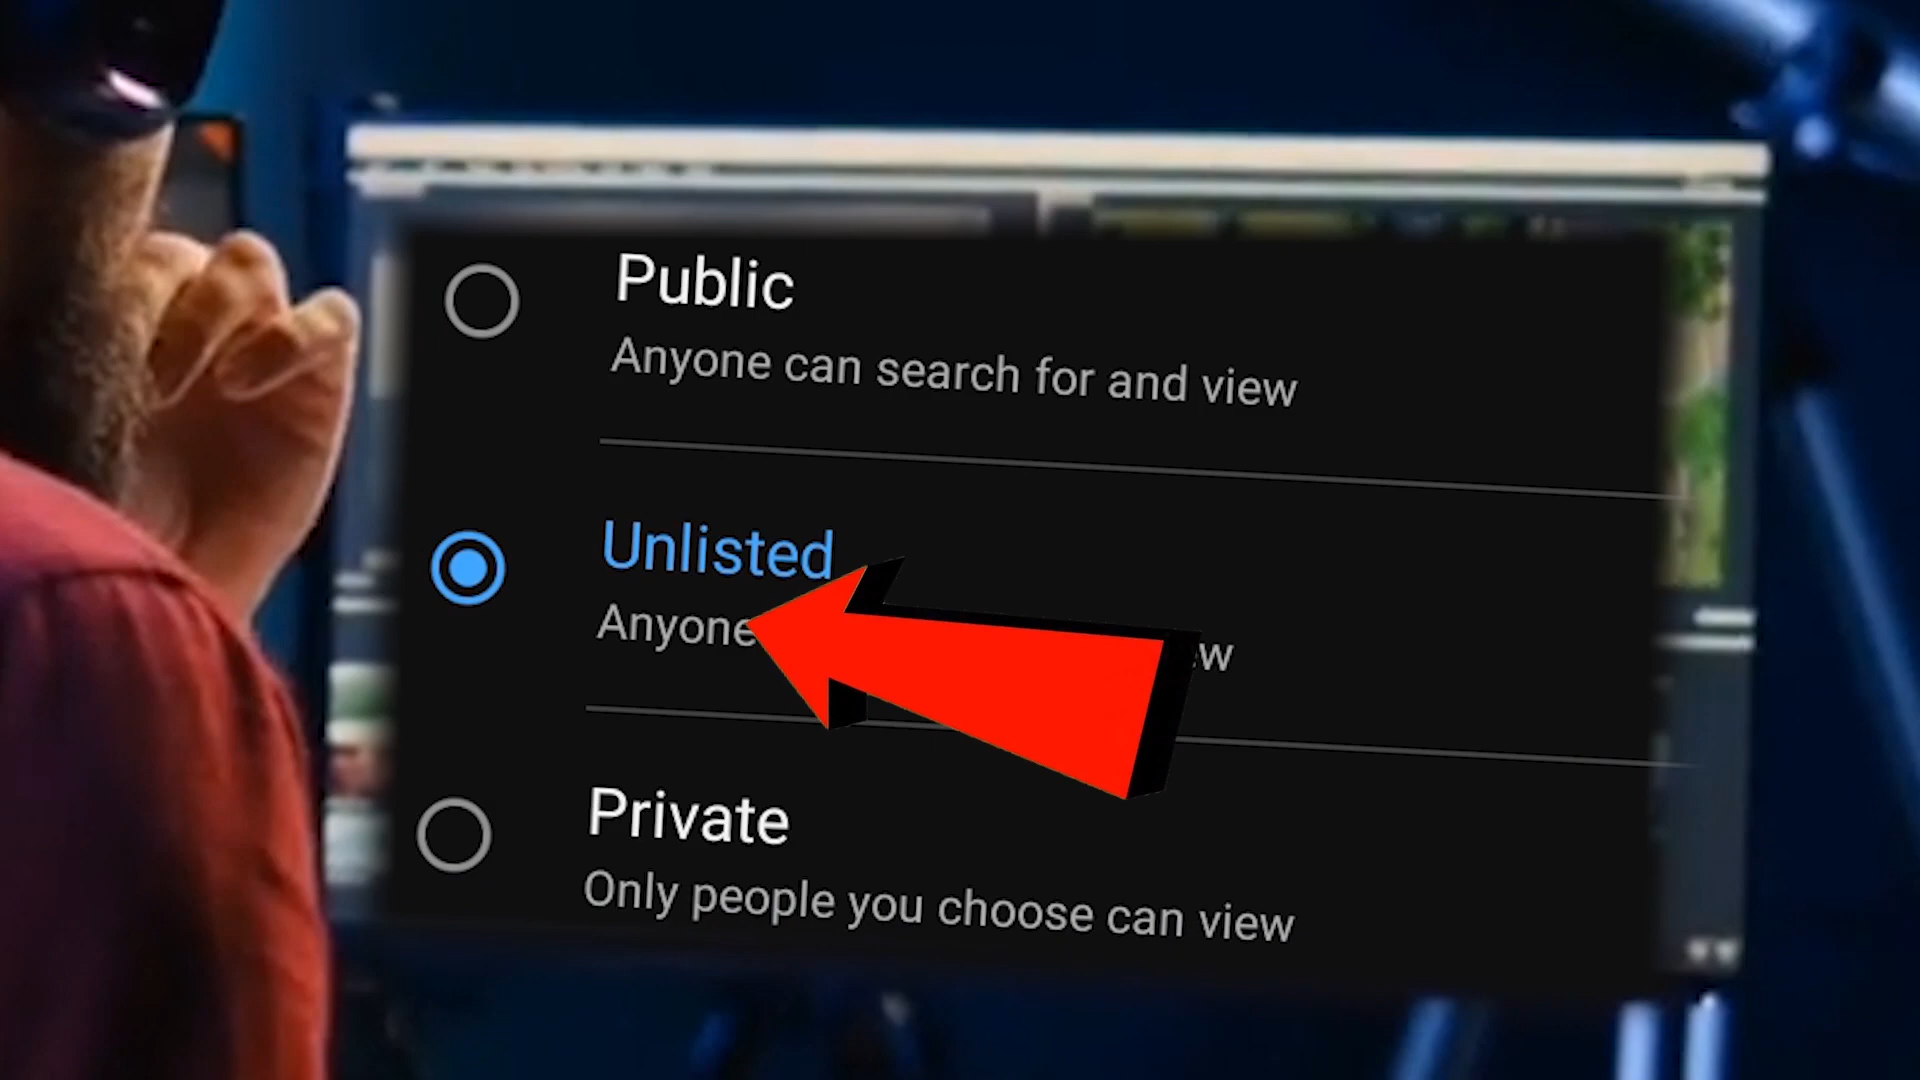 Public
Anyone can search for and view
Unlisted
Anyone
Private
Only people you choose can view